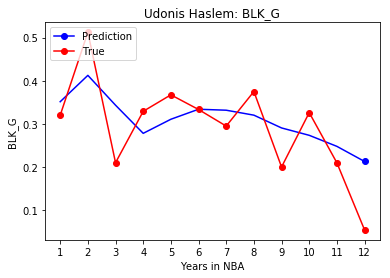 Udonis Haslem: BLK_G
Prediction
True
0.5
0.4
0.3
0.2
0.1
BLK_G
1 2 3 4 5 6 7 8 9 10 11 12
Years in NBA